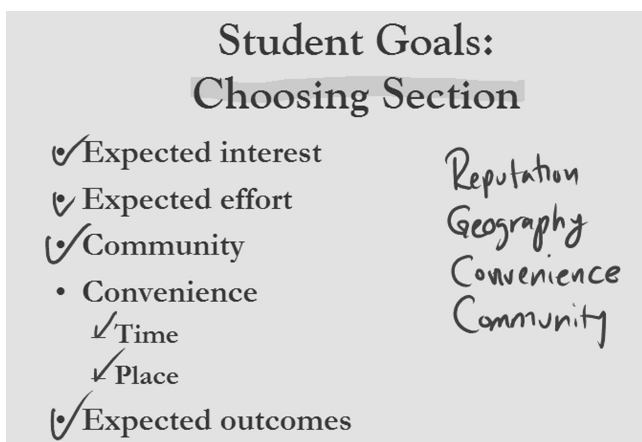 Student Goals:
Choosing Section
• Expected interest
• Expected effort
• Community
• Convenience
– Time
– Place
• Expected outcomes
Reputation
Geography
Convenience
Community